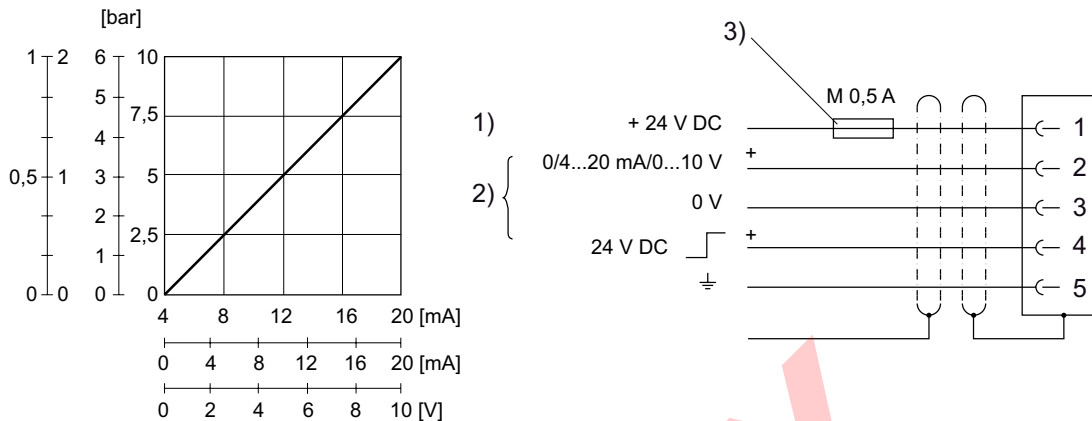 [bar]
1 2 6 10
5 7,5
4
0,5 1 3 5
2
1 2,5
0 0 0 0
4 8 12 16 20 [mA]
0 4 8 12 16 20 [mA]
0 2 4 6 8 10 [V]
3)
M 0,5 A
1) + 24 V DC 1
2) 0/4...20 mA/0...10 V + 2
0 V 3
24 V DC + 4
5